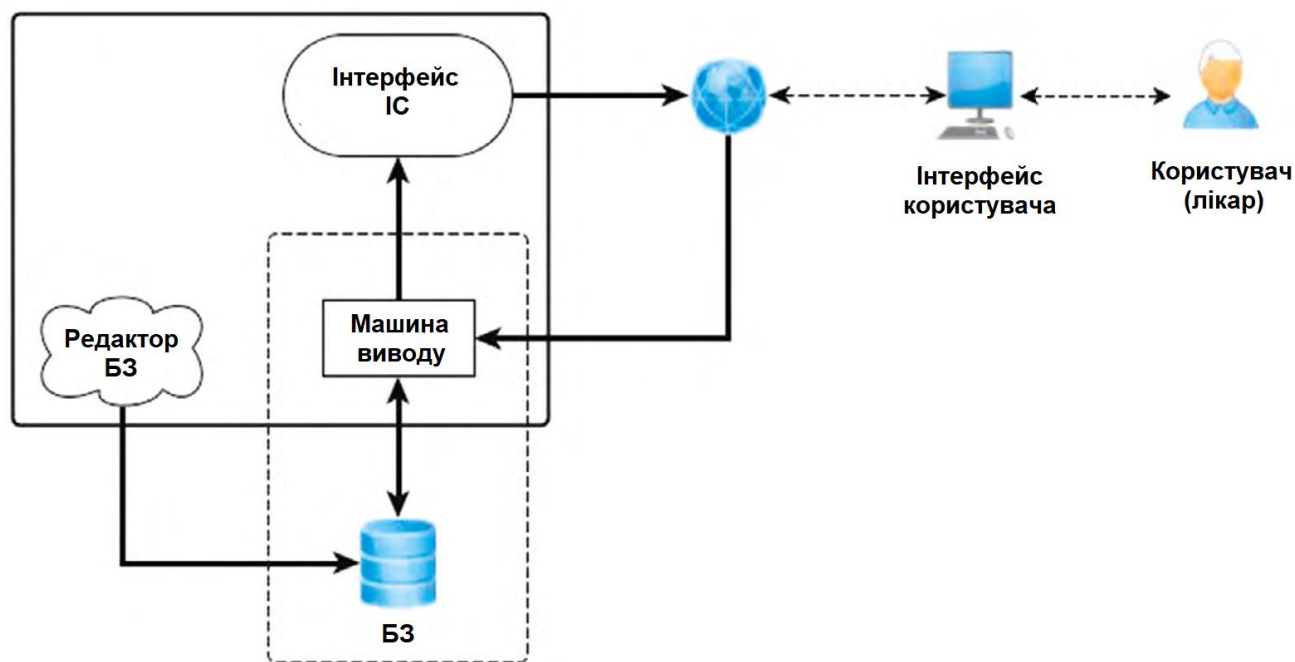 Інтерфейс
ІС
Інтерфейс
користувача
Користувач
(лікар)
Редактор
БЗ
Машина
виводу
БЗ